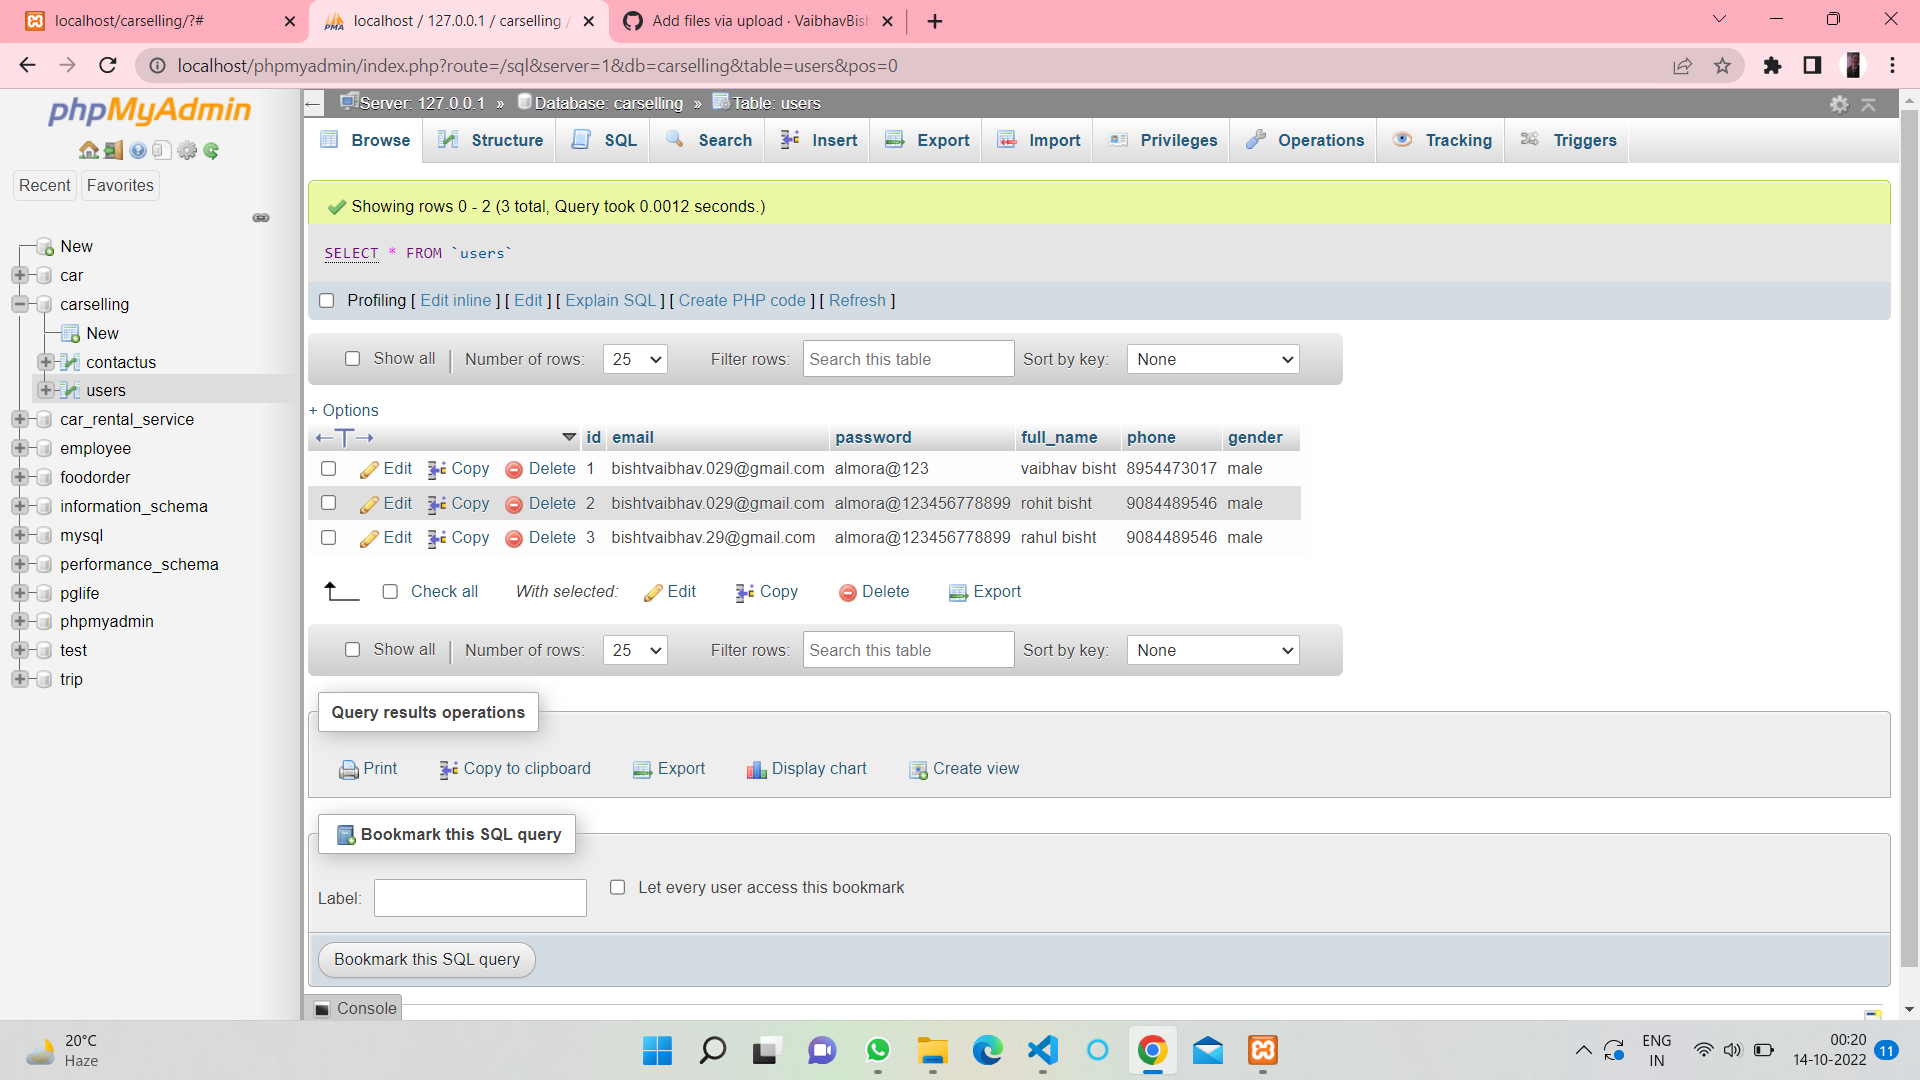 localhost/carselling/?#
localhost / 127.0.0.1 / carselling /
Add files via upload · VaibhavBish
localhost/phpmyadmin/index.php?route=/sql&server=1&db=carselling&table=users&pos=0
phpMyAdmin
Recent
Favorites
New
car
carselling
New
contactus
users
car_rental_service
employee
foodorder
information_schema
mysql
performance_schema
pglife
phpmyadmin
test
trip
Server: 127.0.0.1 » Database: carselling » Table: users
Browse Structure SQL Search Insert Export Import Privileges Operations Tracking Triggers
Showing rows 0 - 2 (3 total, Query took 0.0012 seconds.)
SELECT * FROM `users`
Profiling [ Edit inline ] [ Edit ] [ Explain SQL ] [ Create PHP code ] [ Refresh ]
Show all Number of rows: 25 Filter rows: Search this table Sort by key: None
+ Options
id email password full_name phone gender
Edit Copy Delete 1 bishtvaibhav.029@gmail.com almora@123 vaibhav bisht 8954473017 male
Edit Copy Delete 2 bishtvaibhav.029@gmail.com almora@123456778899 rohit bisht 9084489546 male
Edit Copy Delete 3 bishtvaibhav.29@gmail.com almora@123456778899 rahul bisht 9084489546 male
Check all With selected: Edit Copy Delete Export
Show all Number of rows: 25 Filter rows: Search this table Sort by key: None
Query results operations
Print Copy to clipboard Export Display chart Create view
Bookmark this SQL query
Label: Let every user access this bookmark
Bookmark this SQL query
Console
20°C
Haze
ENG
IN
00:20
14-10-2022
11